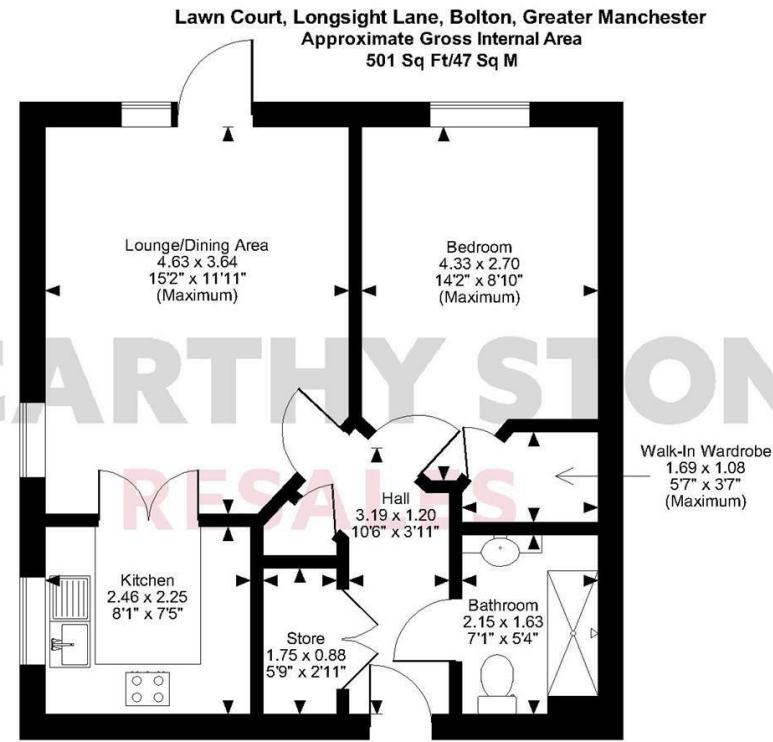 Lawn Court, Longsight Lane, Bolton, Greater Manchester
Approximate Gross Internal Area
501 Sq Ft/47 Sq M
Lounge/Dining Area
4.63 x 3.64
15'2" x 11'11"
(Maximum)
Bedroom
4.33 x 2.70
14'2" x 8'10"
(Maximum)
CARTHY STON
RESALES
Walk-In Wardrobe
1.69 x 1.08
5'7" x 3'7"
(Maximum)
Hall
3.19 x 1.20
10'6" x 3'11"
Kitchen
2.46 x 2.25
8'1" x 7'5"
Store
1.75 x 0.88
5'9" x 2'11"
Bathroom
2.15 x 1.63
7'1" x 5'4"